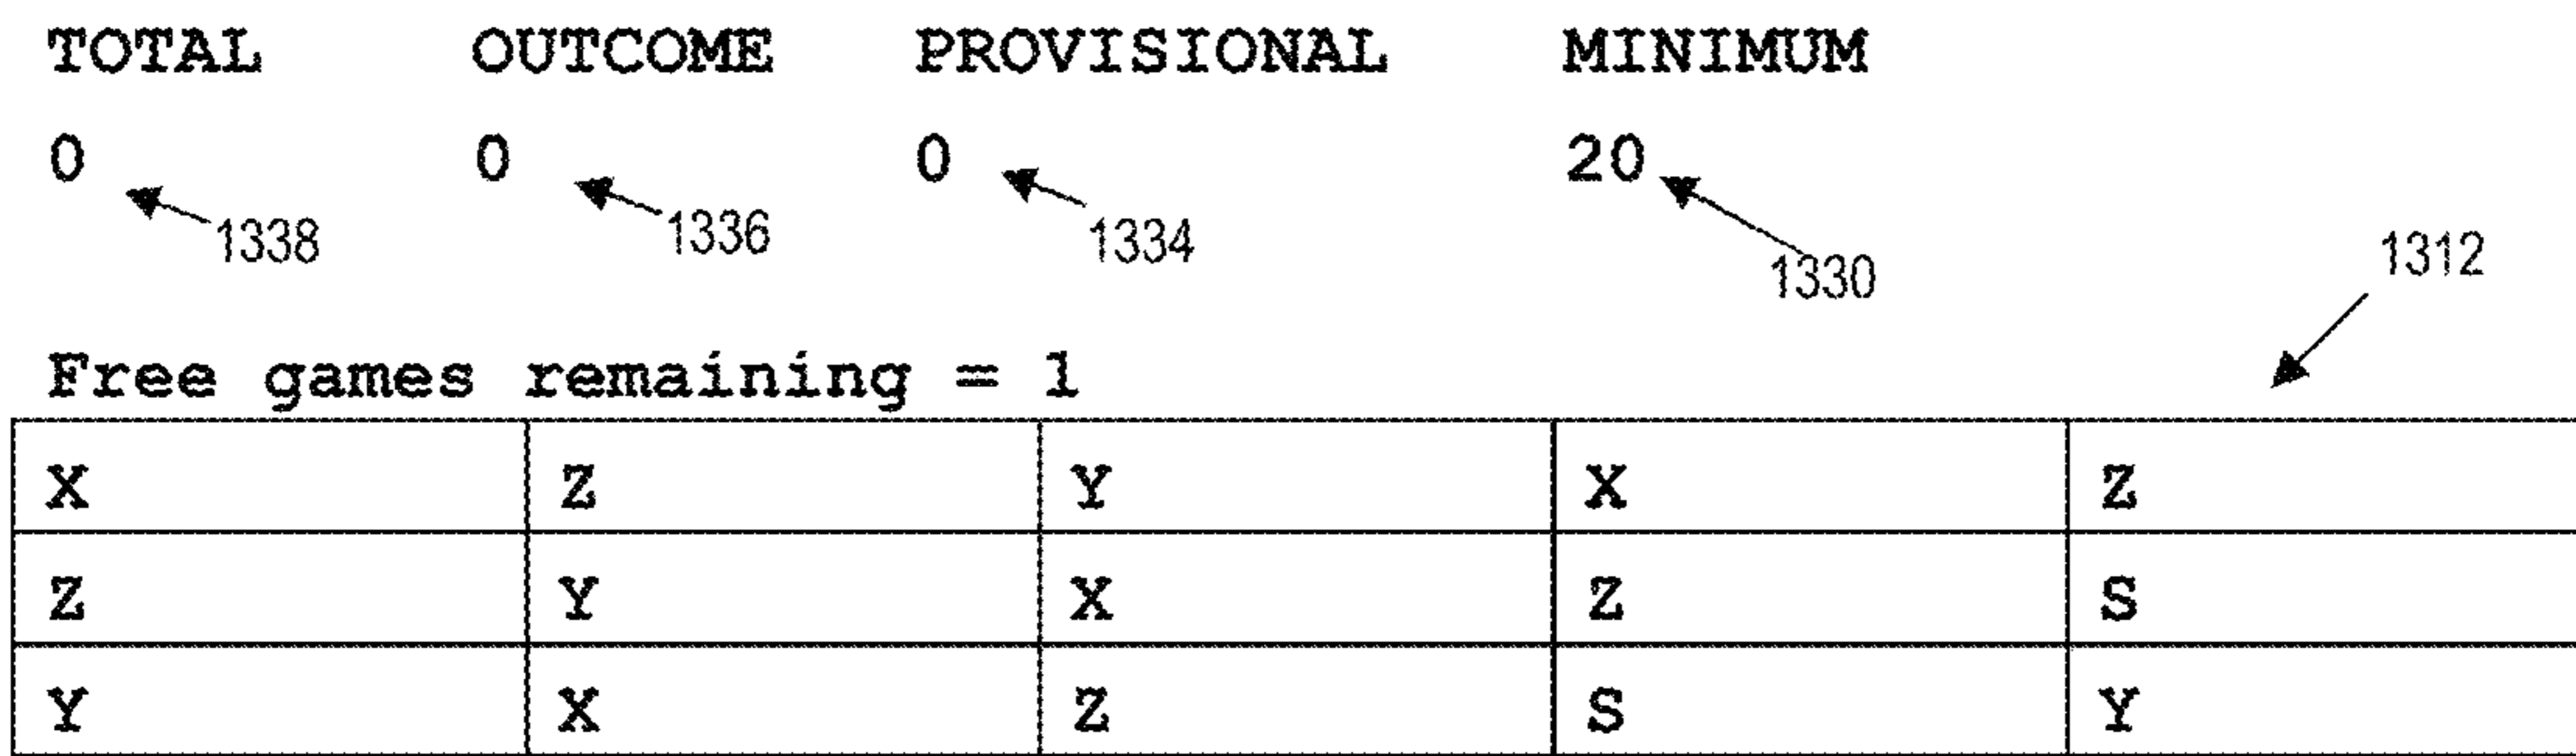 TOTAL OUTCOME PROVISIONAL MINIMUM
0 0 0 20
1338 1336 1334 1330 1312
Free games remaining = 1
X Z Y X Z
Z Y X Z S
Y X Z S Y